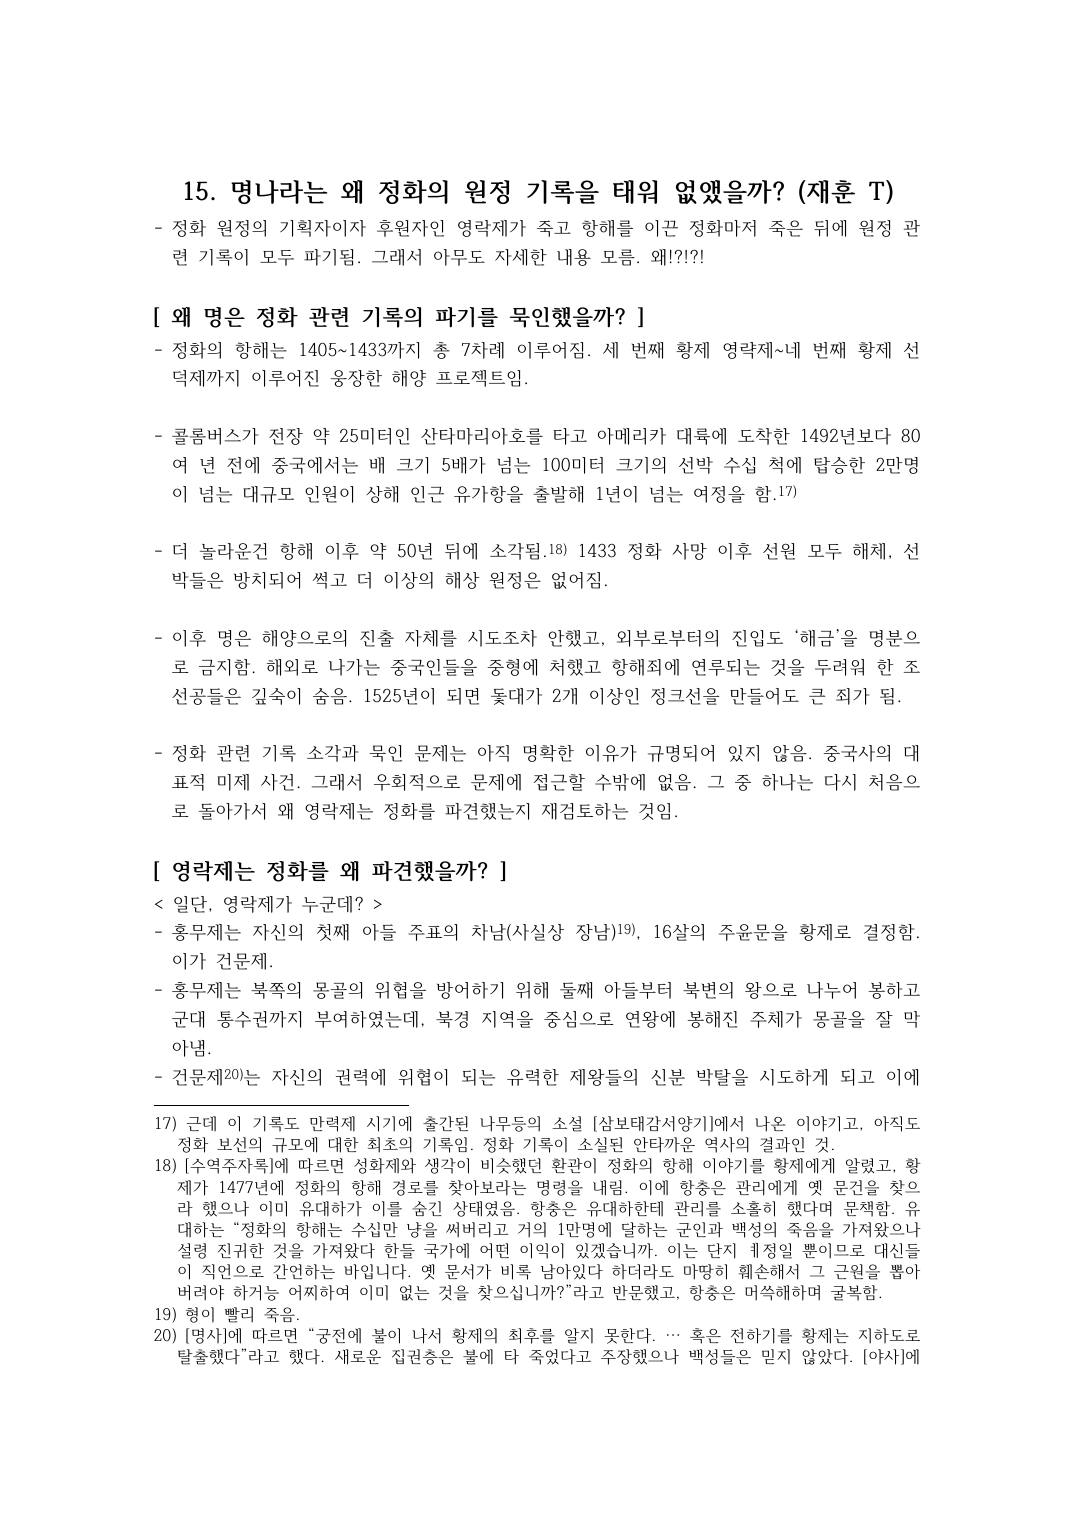 15. 명나라는 왜 정화의 원정 기록을 태워 없앴을까? (재훈 T)
- 정화 원정의 기획자이자 후원자인 영락제가 죽고 항해를 이끈 정화마저 죽은 뒤에 원정 관
련 기록이 모두 파기됨. 그래서 아무도 자세한 내용 모름. 왜!?!?!
[ 왜 명은 정화 관련 기록의 파기를 묵인했을까? ]
- 정화의 항해는 1405~1433까지 총 7차례 이루어짐. 세 번째 황제 영략제~네 번째 황제 선
덕제까지 이루어진 웅장한 해양 프로젝트임.
- 콜롬버스가 전장 약 25미터인 산타마리아호를 타고 아메리카 대륙에 도착한 1492년보다 80
여 년 전에 중국에서는 배 크기 5배가 넘는 100미터 크기의 선박 수십 척에 탑승한 2만명
이 넘는 대규모 인원이 상해 인근 유가항을 출발해 1년이 넘는 여정을 함.17)
- 더 놀라운건 항해 이후 약 50년 뒤에 소각됨.18) 1433 정화 사망 이후 선원 모두 해체, 선
박들은 방치되어 썩고 더 이상의 해상 원정은 없어짐.
- 이후 명은 해양으로의 진출 자체를 시도조차 안했고, 외부로부터의 진입도 ‘해금’을 명분으
로 금지함. 해외로 나가는 중국인들을 중형에 처했고 항해죄에 연루되는 것을 두려워 한 조
선공들은 깊숙이 숨음. 1525년이 되면 돛대가 2개 이상인 정크선을 만들어도 큰 죄가 됨.
- 정화 관련 기록 소각과 묵인 문제는 아직 명확한 이유가 규명되어 있지 않음. 중국사의 대
표적 미제 사건. 그래서 우회적으로 문제에 접근할 수밖에 없음. 그 중 하나는 다시 처음으
로 돌아가서 왜 영락제는 정화를 파견했는지 재검토하는 것임.
[ 영락제는 정화를 왜 파견했을까? ]
< 일단, 영락제가 누군데? >
- 홍무제는 자신의 첫째 아들 주표의 차남(사실상 장남)19), 16살의 주윤문을 황제로 결정함.
이가 건문제.
- 홍무제는 북쪽의 몽골의 위협을 방어하기 위해 둘째 아들부터 북변의 왕으로 나누어 봉하고
군대 통수권까지 부여하였는데, 북경 지역을 중심으로 연왕에 봉해진 주체가 몽골을 잘 막
아냄.
- 건문제20)는 자신의 권력에 위협이 되는 유력한 제왕들의 신분 박탈을 시도하게 되고 이에
17) 근데 이 기록도 만력제 시기에 출간된 나무등의 소설 [삼보태감서양기]에서 나온 이야기고, 아직도
정화 보선의 규모에 대한 최초의 기록임. 정화 기록이 소실된 안타까운 역사의 결과인 것.
18) [수역주자록]에 따르면 성화제와 생각이 비슷했던 환관이 정화의 항해 이야기를 황제에게 알렸고, 황
제가 1477년에 정화의 항해 경로를 찾아보라는 명령을 내림. 이에 항충은 관리에게 옛 문건을 찾으
라 했으나 이미 유대하가 이를 숨긴 상태였음. 항충은 유대하한테 관리를 소홀히 했다며 문책함. 유
대하는 “정화의 항해는 수십만 냥을 써버리고 거의 1만명에 달하는 군인과 백성의 죽음을 가져왔으나
설령 진귀한 것을 가져왔다 한들 국가에 어떤 이익이 있겠습니까. 이는 단지 ㅖ정일 뿐이므로 대신들
이 직언으로 간언하는 바입니다. 옛 문서가 비록 남아있다 하더라도 마땅히 훼손해서 그 근원을 뽑아
버려야 하거능 어찌하여 이미 없는 것을 찾으십니까?”라고 반문했고, 항충은 머쓱해하며 굴복함.
19) 형이 빨리 죽음.
20) [명사]에 따르면 “궁전에 불이 나서 황제의 최후를 알지 못한다. … 혹은 전하기를 황제는 지하도로
탈출했다”라고 했다. 새로운 집권층은 불에 타 죽었다고 주장했으나 백성들은 믿지 않았다. [야사]에